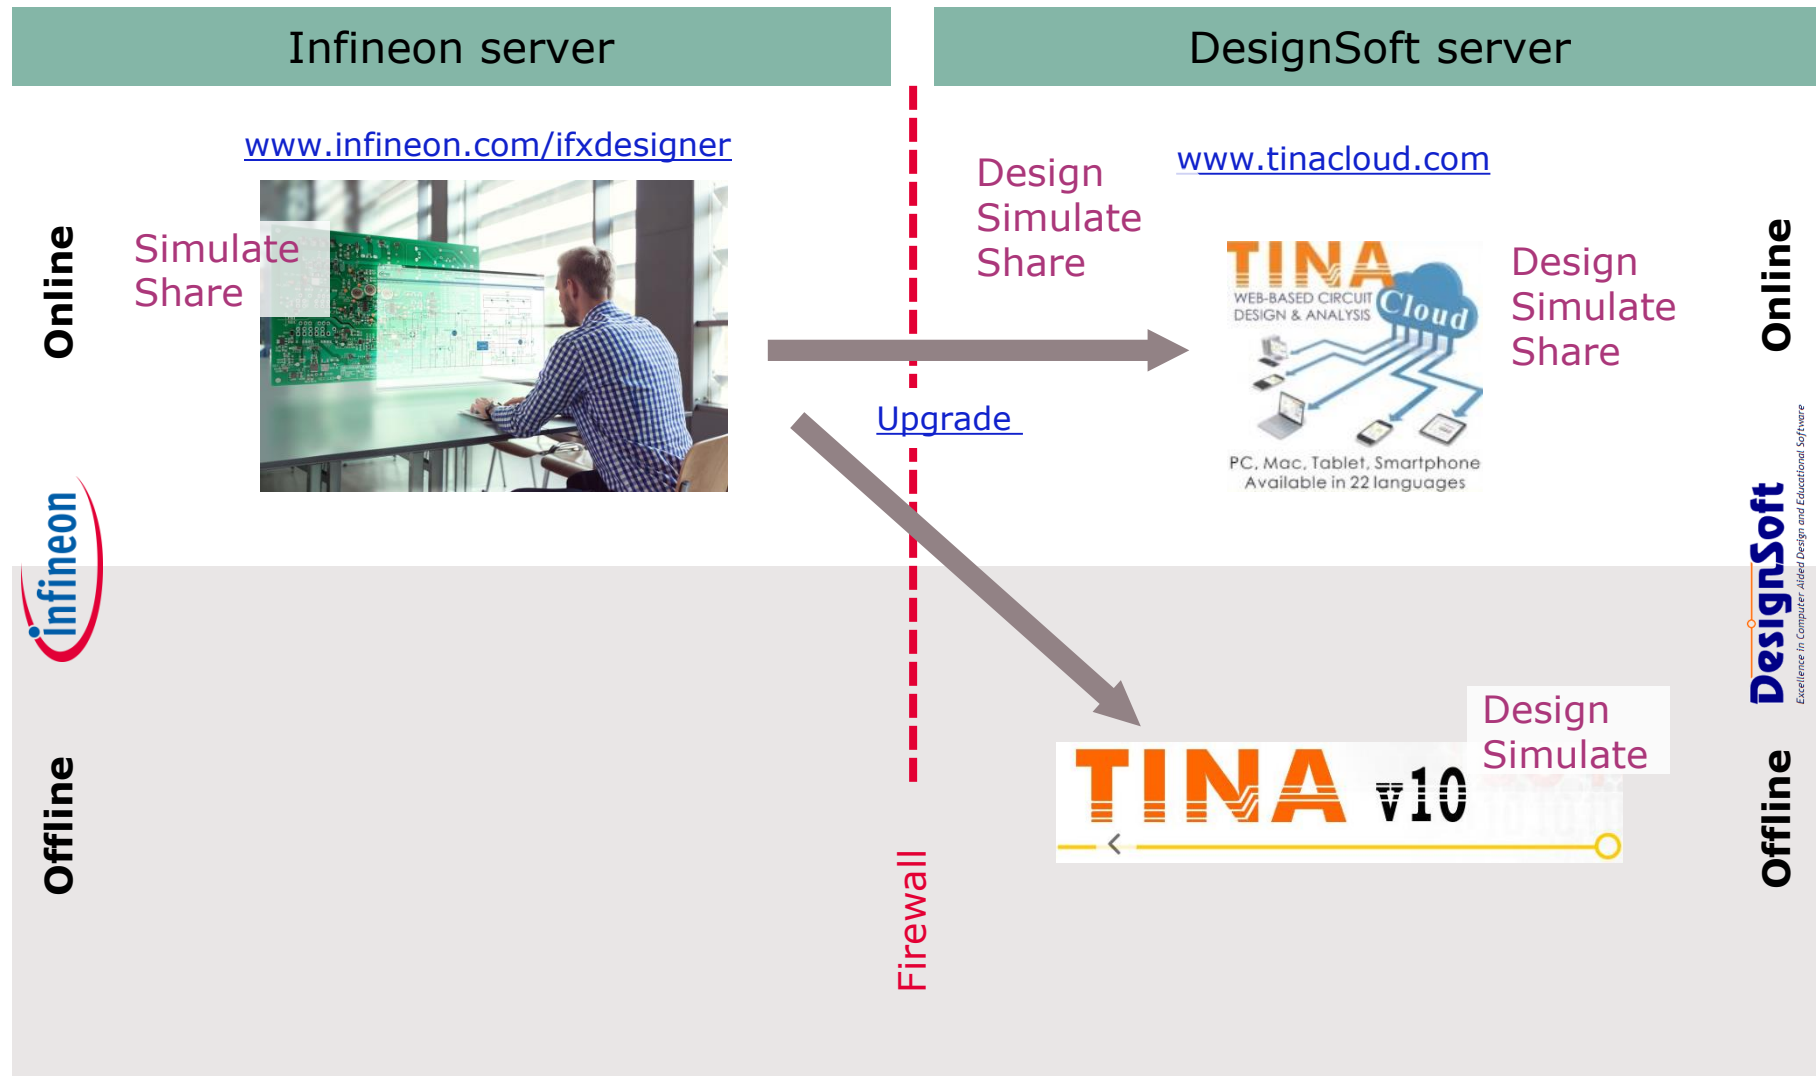 Infineon server
DesignSoft server
www.infineon.com/ifxdesigner
www.tinacloud.com
Online
Simulate
Share
Design
Simulate
Share
TINA
WEB-BASED CIRCUIT
DESIGN & ANALYSIS
Cloud
PC, Mac, Tablet, Smartphone
Available in 22 languages
Design
Simulate
Share
Online
Upgrade
infineon
DesignSoft
Excellence in Computer Aided Design and Educational Software
Offline
Firewall
Design
Simulate
TINA v10
Offline